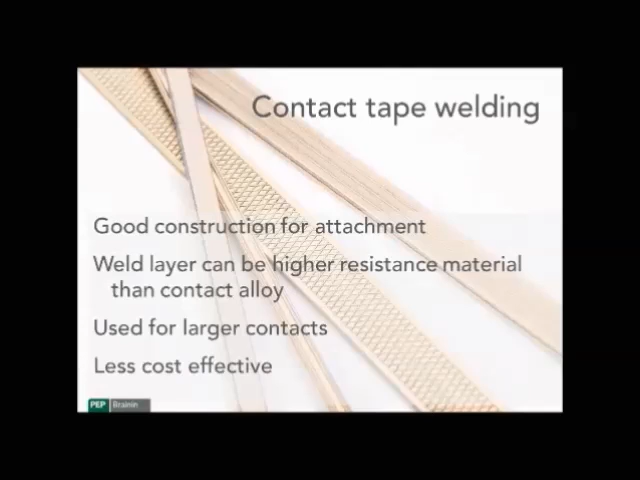 Contact tape welding
Good construction for attachment
Weld layer can be higher resistance material
than contact alloy
Used for larger contacts
Less cost effective
PEP Brainin